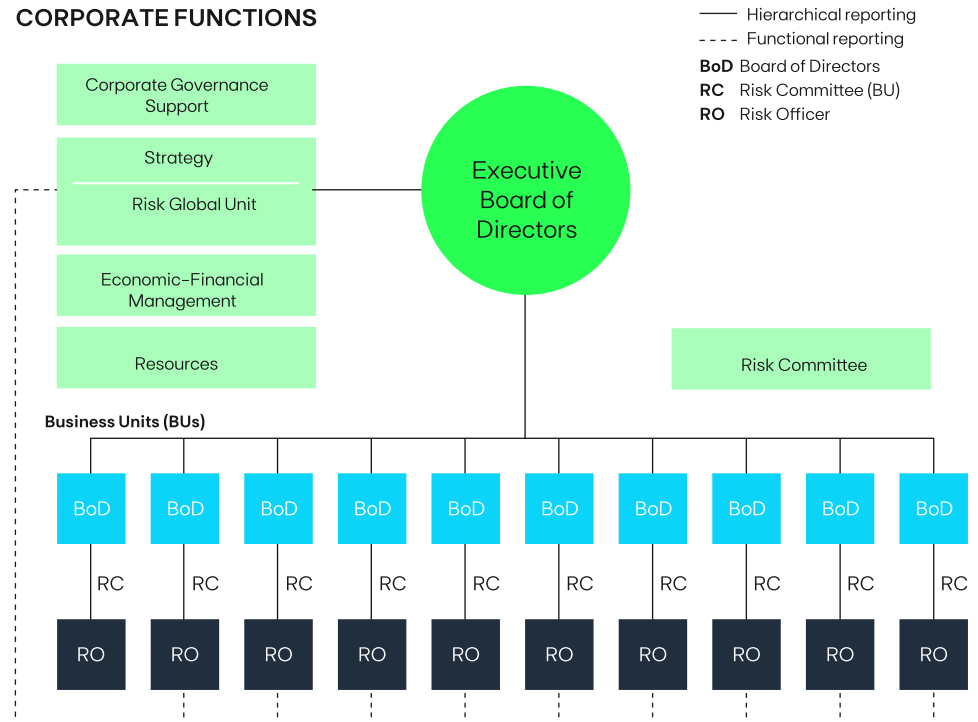 CORPORATE FUNCTIONS
Hierarchical reporting
Functional reporting
BoD Board of Directors
RC Risk Committee (BU)
RO Risk Officer
Corporate Governance
Support
Strategy
Risk Global Unit
Economic-Financial
Management
Resources
Executive
Board of
Directors
Risk Committee
Business Units (BUs)
BoD BoD BoD BoD BoD BoD BoD BoD BoD BoD
RC RC RC RC RC RC RC RC RC RC
RO RO RO RO RO RO RO RO RO RO